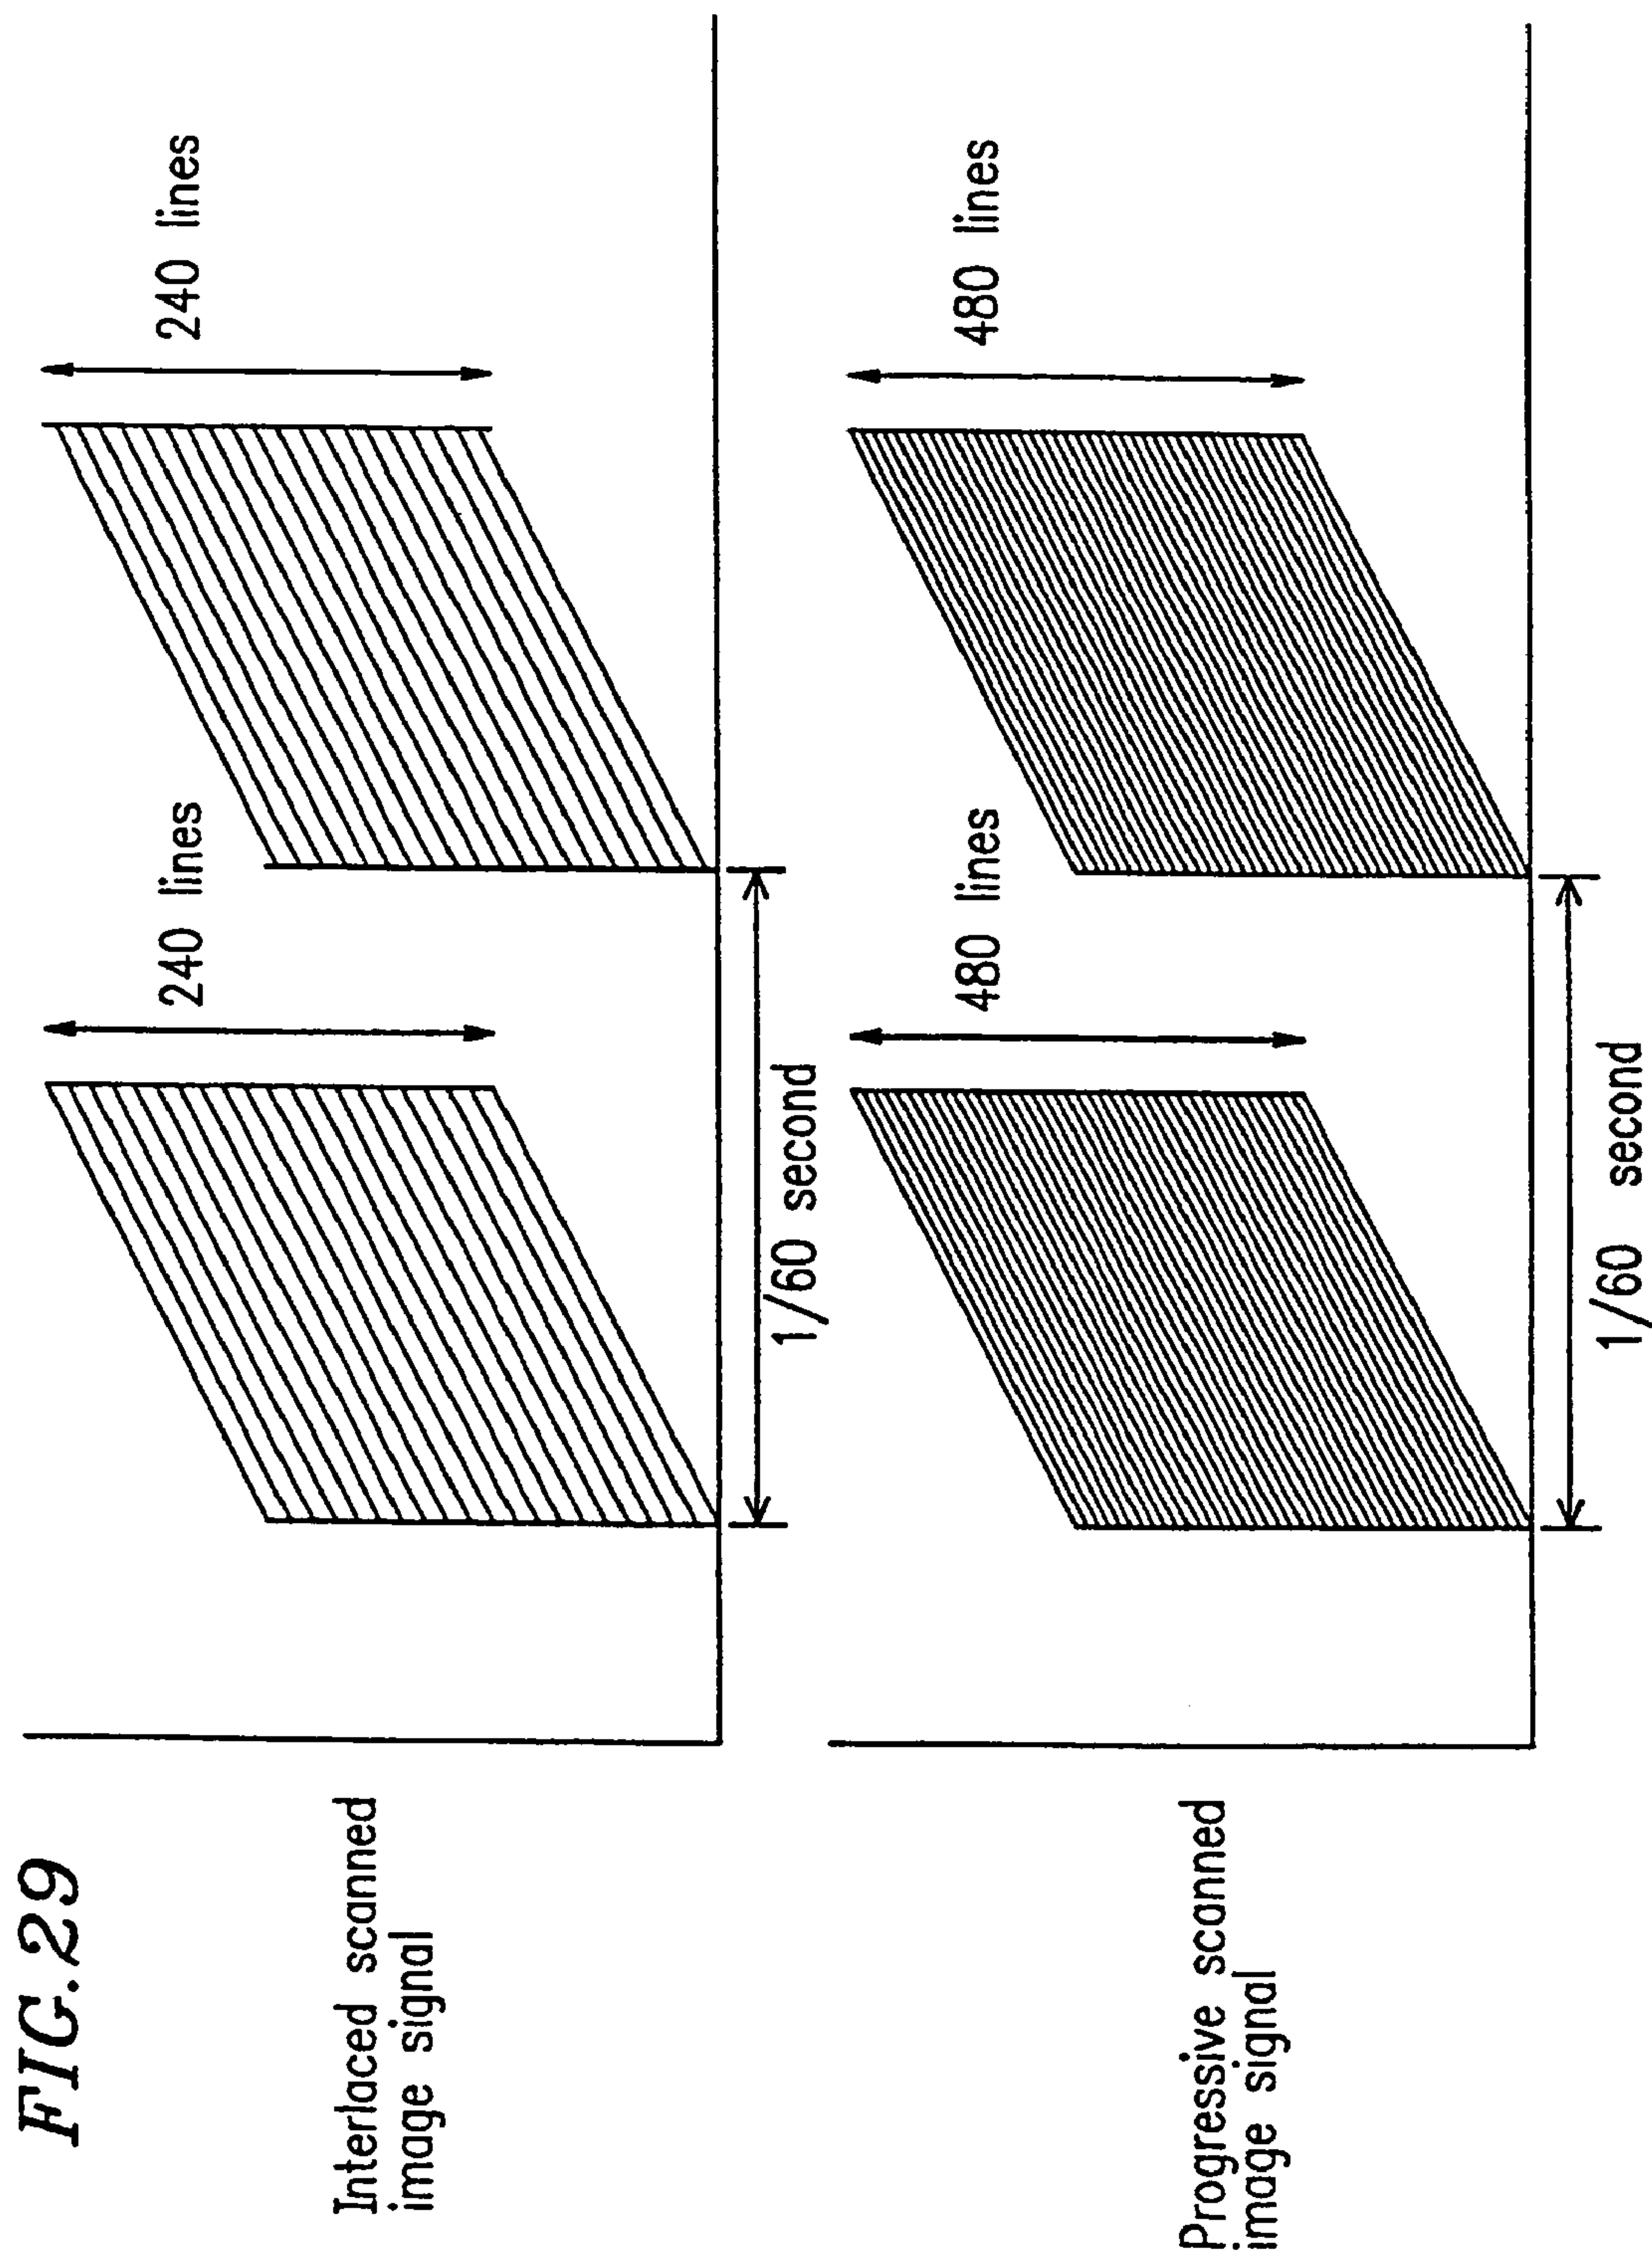 FIG.29
240 lines
240 lines
Interlaced scanned
image signal
1/60 second
480 lines
480 lines
Progressive scanned
image signal
1/60 second